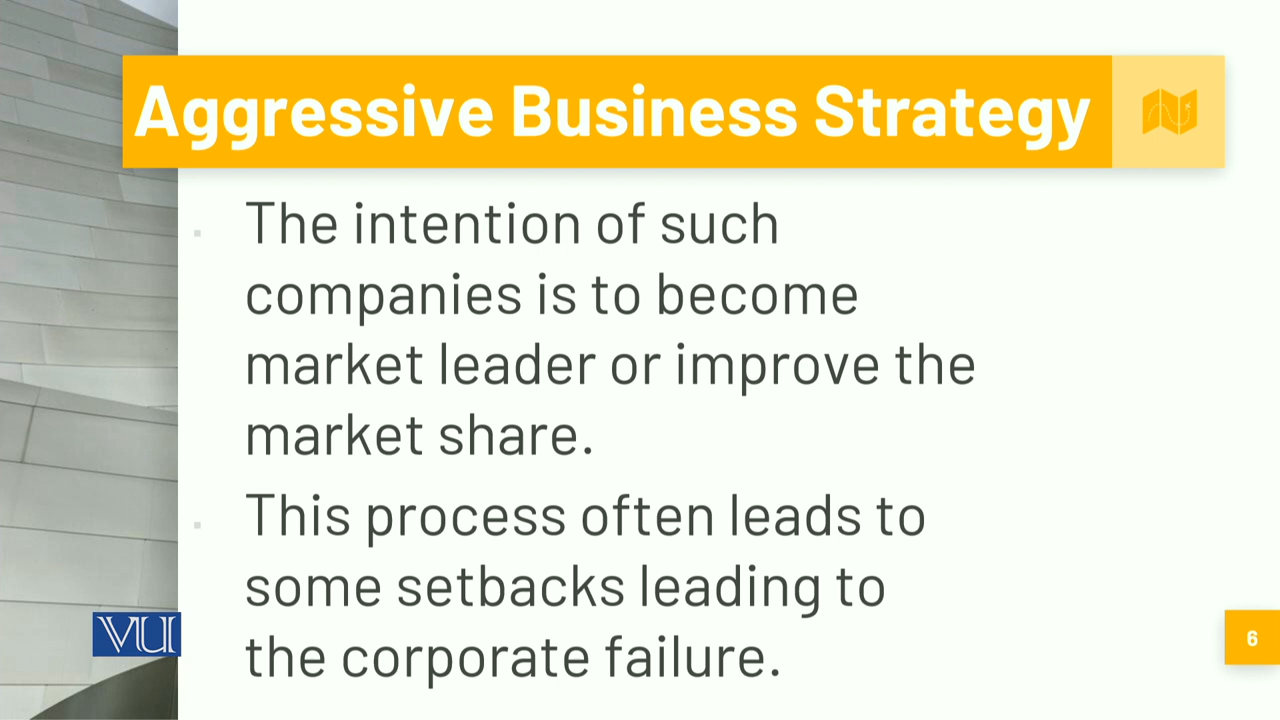 Aggressive Business Strategy
The intention of such
companies is to become
market leader or improve the
market share.
This process often leads to
some setbacks leading to
the corporate failure.
VU
6